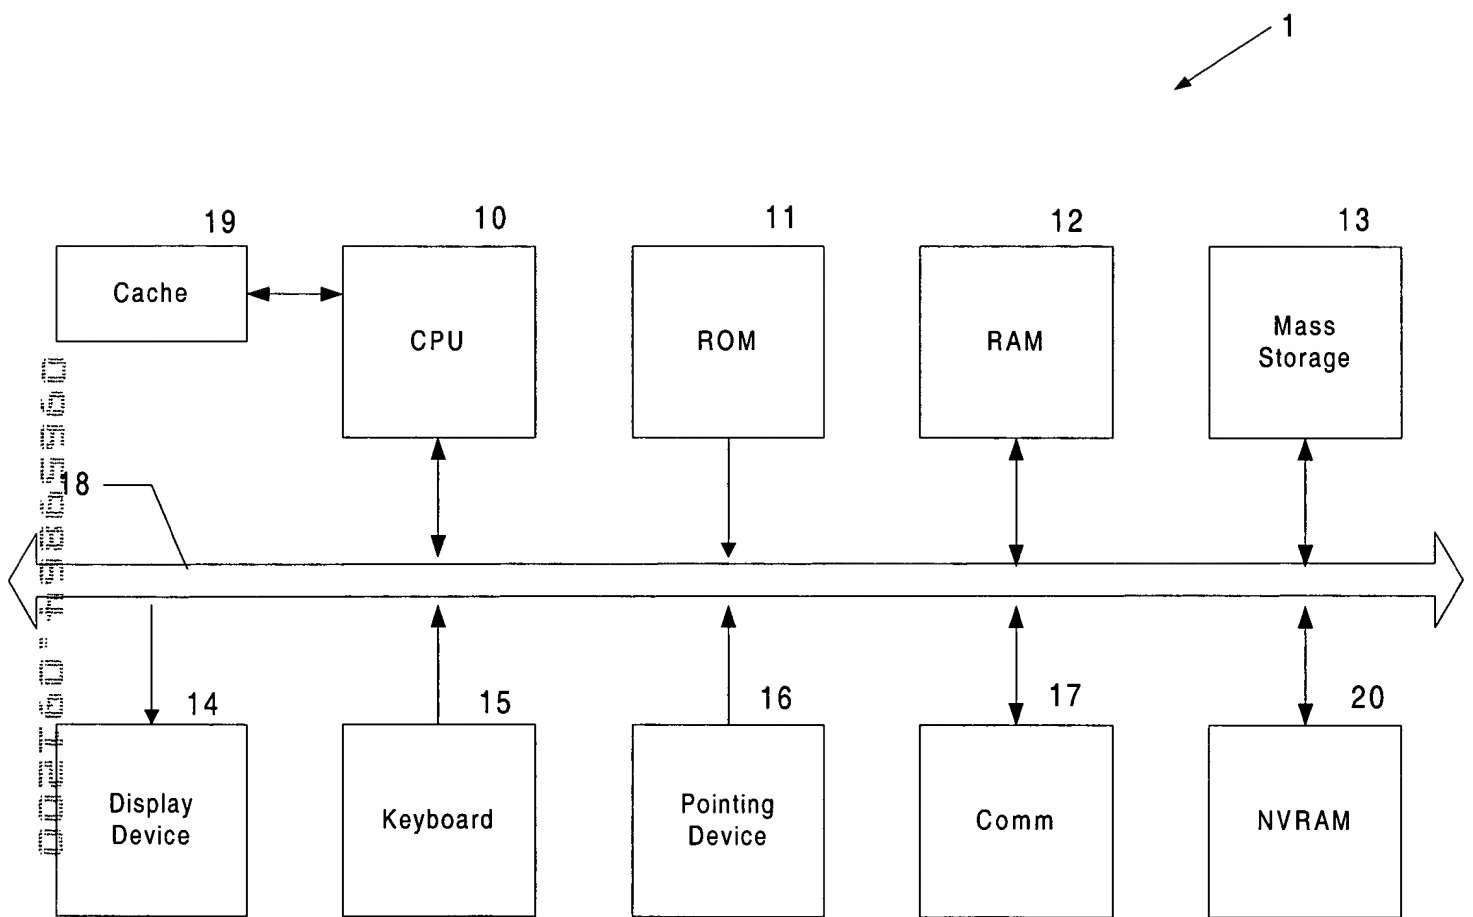 1
19
10
11
12
13
Cache
CPU
ROM
RAM
Mass
Storage
18
14
15
16
17
20
Display
Device
Keyboard
Pointing
Device
Comm
NVRAM